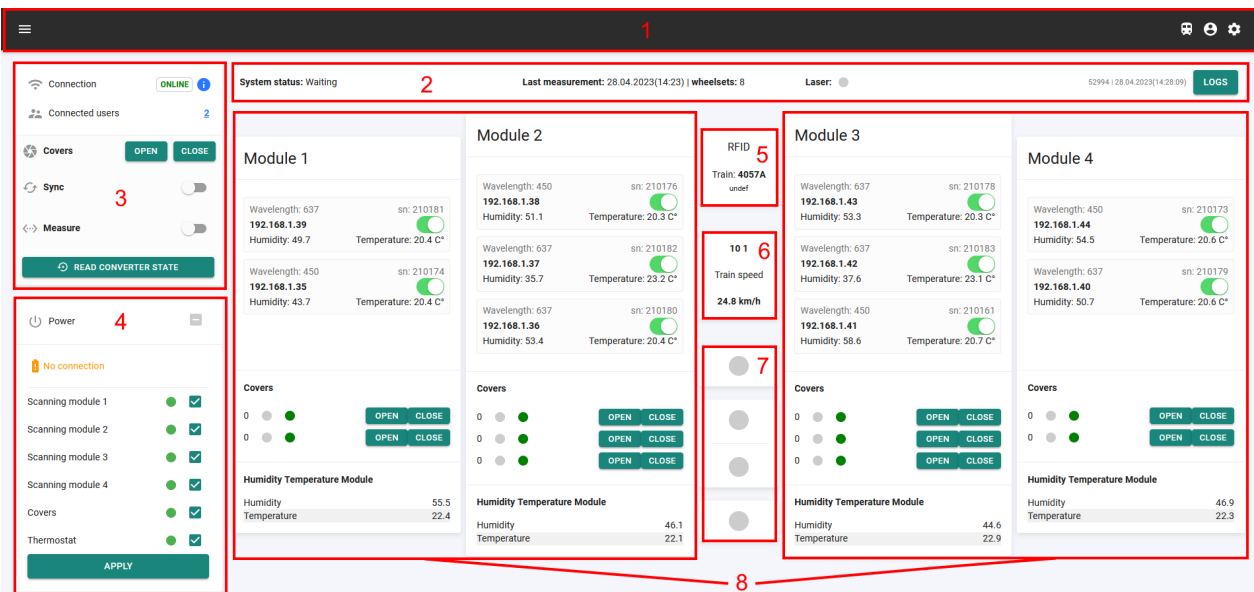 1
Connection ONLINE i
Connected users 2
Covers OPEN CLOSE
Sync
3
Measure
READ CONVERTER STATE
Power 4
No connection
Scanning module 1
Scanning module 2
Scanning module 3
Scanning module 4
Covers
Thermostat
APPLY
System status: Waiting 2 Last measurement: 28.04.2023(14:23) | wheelsets: 8 Laser: 52994 | 28.04.2023(14:28:09) LOGS
Module 1
Wavelength: 637 sn: 210181
192.168.1.39
Humidity: 49.7 Temperature: 20.4 C°
Wavelength: 450 sn: 210174
192.168.1.35
Humidity: 43.7 Temperature: 20.4 C°
Covers
0 OPEN CLOSE
0 OPEN CLOSE
Humidity Temperature Module
Humidity 55.5
Temperature 22.4
Module 2
Wavelength: 450 sn: 210176
192.168.1.38
Humidity: 51.1 Temperature: 20.3 C°
Wavelength: 637 sn: 210182
192.168.1.37
Humidity: 35.7 Temperature: 23.2 C°
Wavelength: 637 sn: 210180
192.168.1.36
Humidity: 53.4 Temperature: 20.4 C°
Covers
0 OPEN CLOSE
0 OPEN CLOSE
0 OPEN CLOSE
Humidity Temperature Module
Humidity 46.1
Temperature 22.1
RFID 5
Train: 4057A
undef
10 1 6
Train speed
24.8 km/h
7
Module 3
Wavelength: 637 sn: 210178
192.168.1.43
Humidity: 53.3 Temperature: 20.3 C°
Wavelength: 637 sn: 210183
192.168.1.42
Humidity: 37.6 Temperature: 23.1 C°
Wavelength: 450 sn: 210161
192.168.1.41
Humidity: 58.6 Temperature: 20.7 C°
Covers
0 OPEN CLOSE
0 OPEN CLOSE
0 OPEN CLOSE
Humidity Temperature Module
Humidity 44.6
Temperature 22.9
Module 4
Wavelength: 450 sn: 210173
192.168.1.44
Humidity: 54.5 Temperature: 20.6 C°
Wavelength: 637 sn: 210179
192.168.1.40
Humidity: 50.7 Temperature: 20.6 C°
Covers
0 OPEN CLOSE
0 OPEN CLOSE
Humidity Temperature Module
Humidity 46.9
Temperature 22.3
8